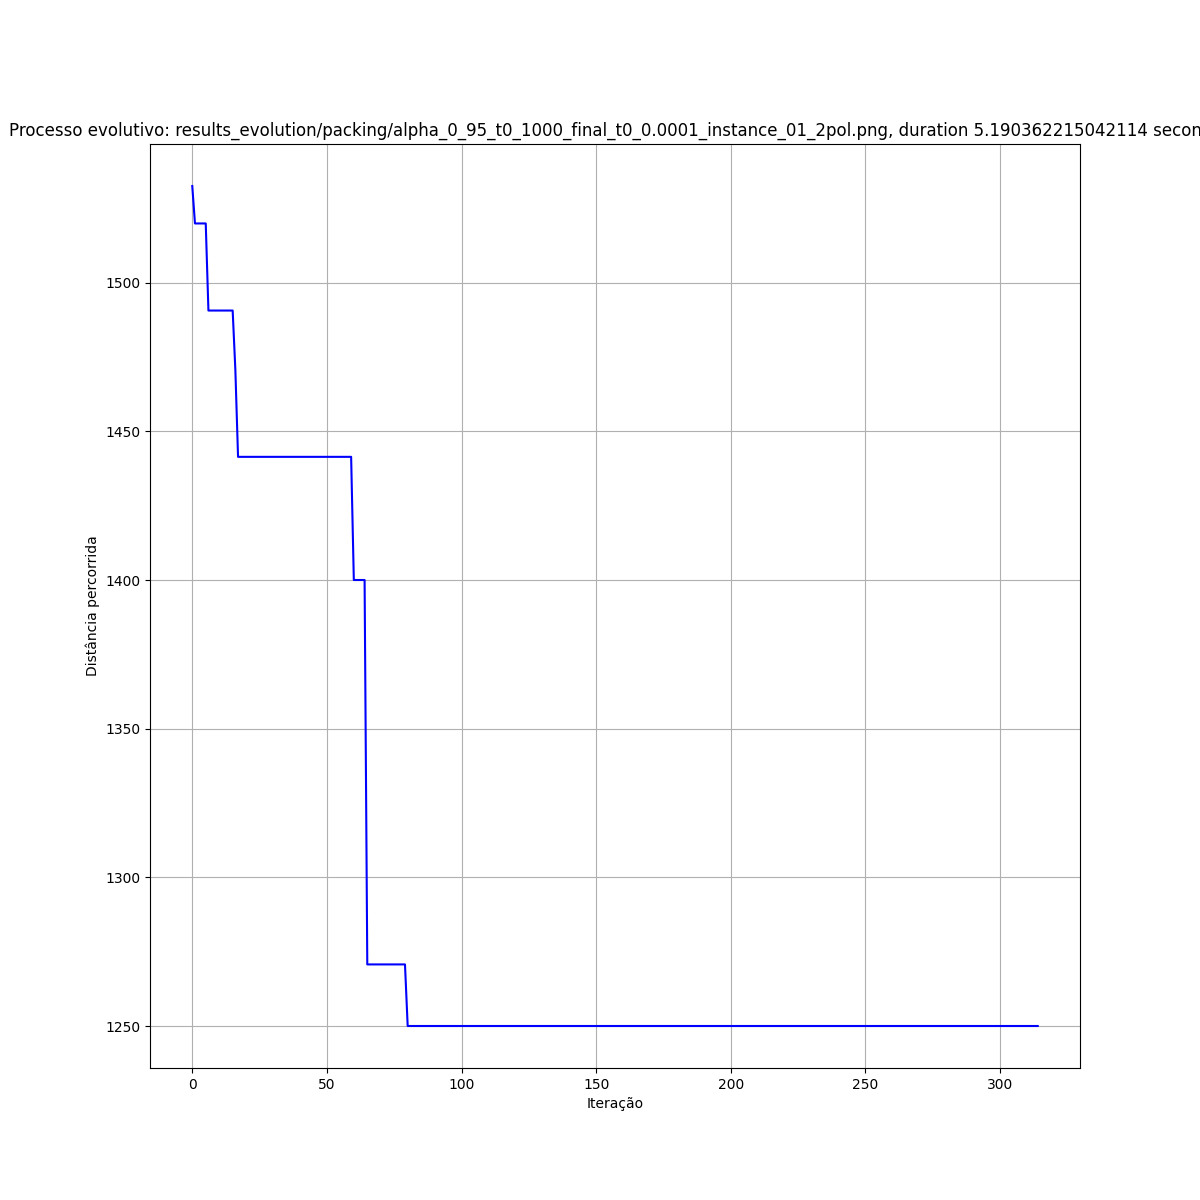 Processo evolutivo: results_evolution/packing/alpha_0_95_t0_1000_final_t0_0.0001_instance_01_2pol.png, duration 5.190362215042114 secon
1500
1450
1400
1350
1300
1250
Distância percorrida
0 50 100 150 200 250 300
Iteração